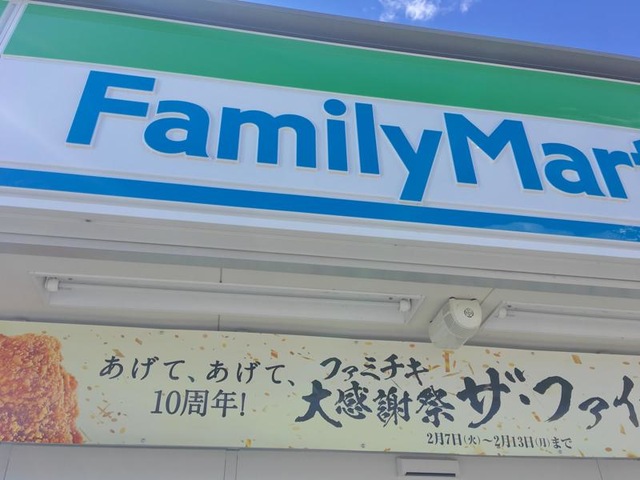 FamilyMart
あげて、あげて、
10周年!
ファミチキ
大感謝祭 ザ・ファイ
2月7日(火)～2月13日(月)まで